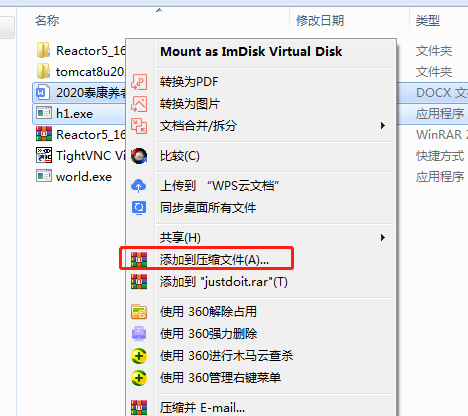 名称
修改日期
类型
Reactor5_16
文件夹
tomcat8u20
文件夹
2020泰康养老
DOCX 文
h1.exe
应用程序
Reactor5_16
WinRAR Z
TightVNC Vi
快捷方式
world.exe
应用程序
Mount as ImDisk Virtual Disk
转换为PDF
转换为图片
文档合并/拆分
比较(C)
上传到 “WPS云文档”
同步桌面所有文件
共享(H)
添加到压缩文件(A)...
添加到 "justdoit.rar"(T)
使用 360解除占用
使用 360强力删除
使用 360进行木马云查杀
使用 360管理右键菜单
压缩并 E-mail...